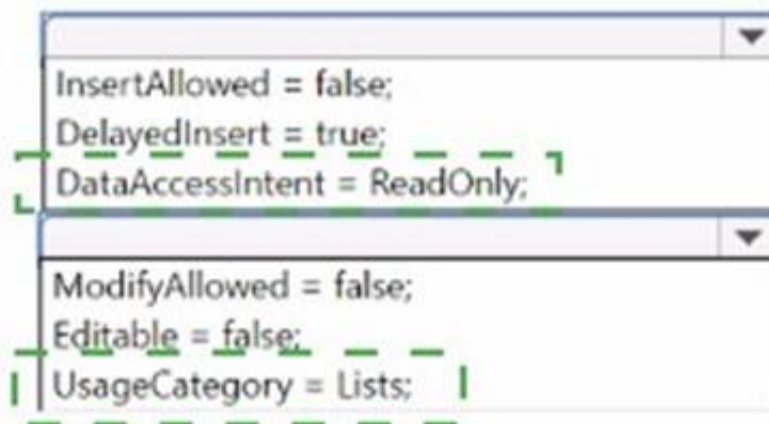 InsertAllowed = false;
DelayedInsert = true;
DataAccessIntent = ReadOnly;
ModifyAllowed = false;
Editable = false;
UsageCategory = Lists;